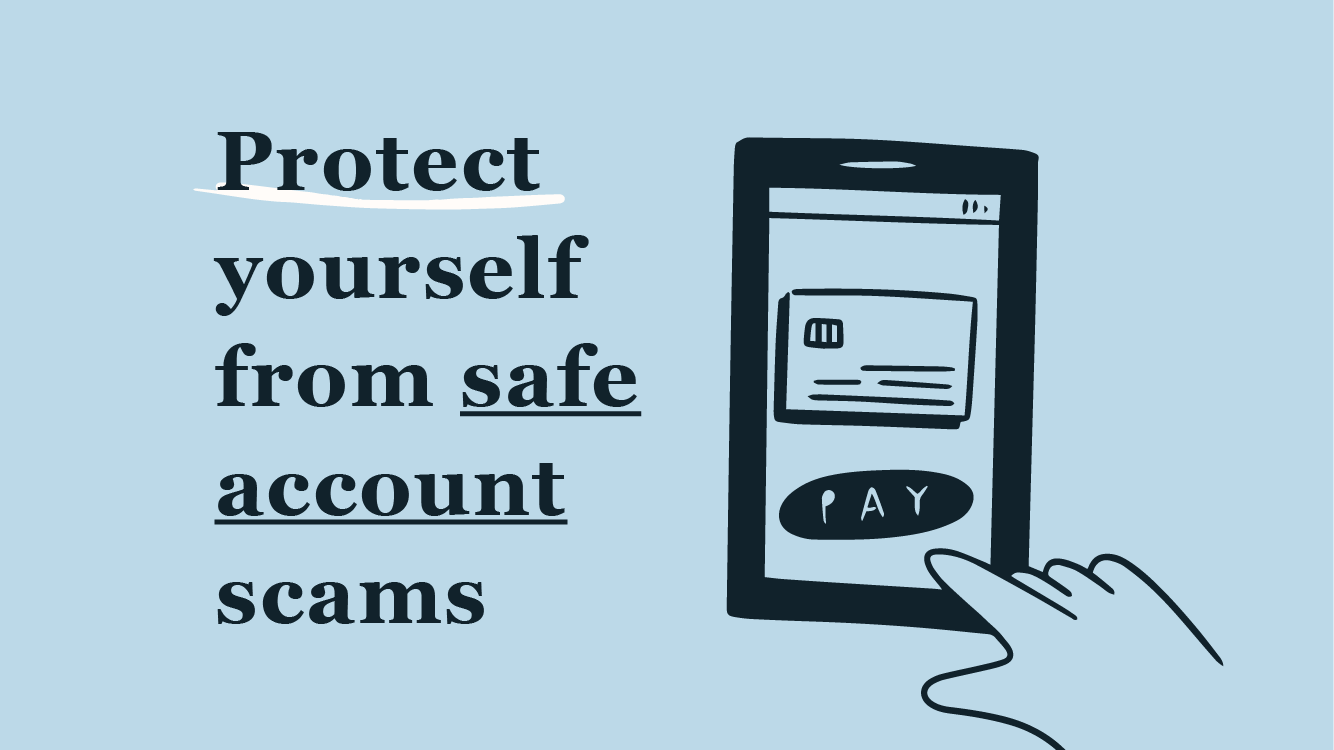 Protect
yourself
from safe
account
scams
PAY